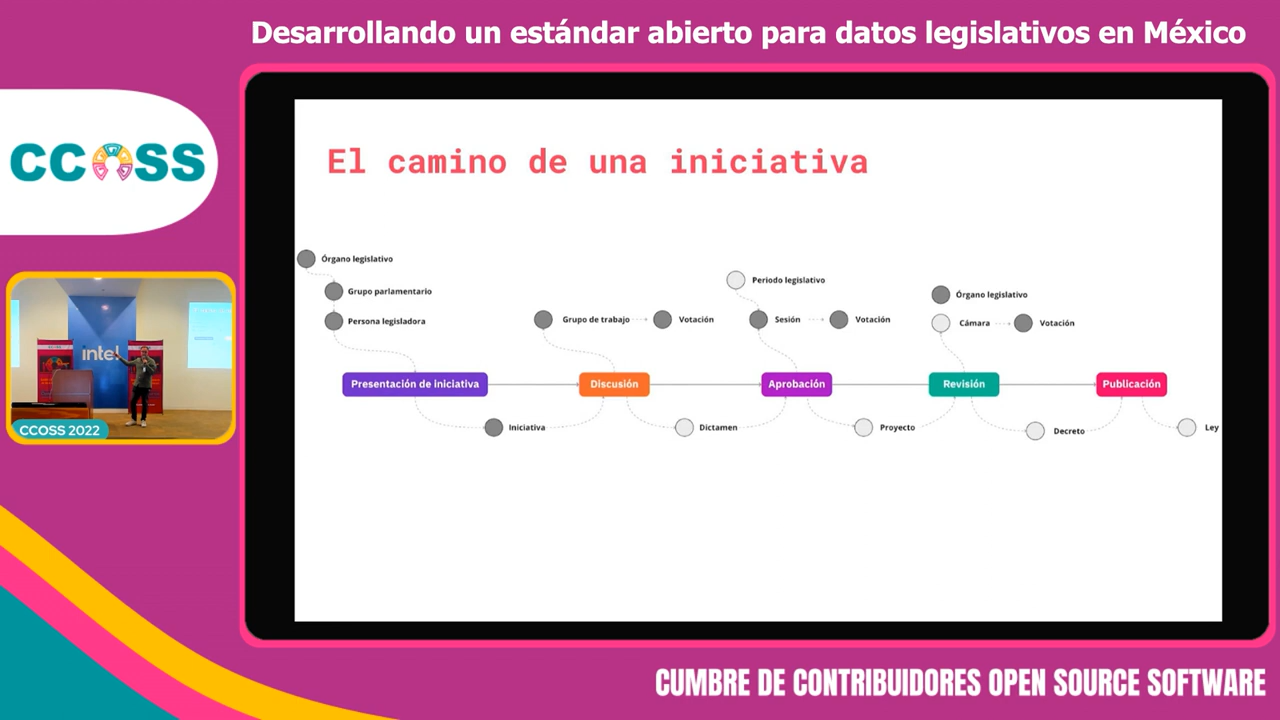 Desarrollando un estándar abierto para datos legislativos en México
CCOSS
intel
CCOSS 2022
El camino de una iniciativa
Órgano legislativo
Grupo parlamentario
Persona legisladora
Grupo de trabajo
Votación
Periodo legislativo
Sesión
Votación
Órgano legislativo
Cámara
Votación
Presentación de iniciativa
Discusión
Aprobación
Revisión
Publicación
Iniciativa
Dictamen
Proyecto
Decreto
Ley
CUMBRE DE CONTRIBUIDORES OPEN SOURCE SOFTWARE